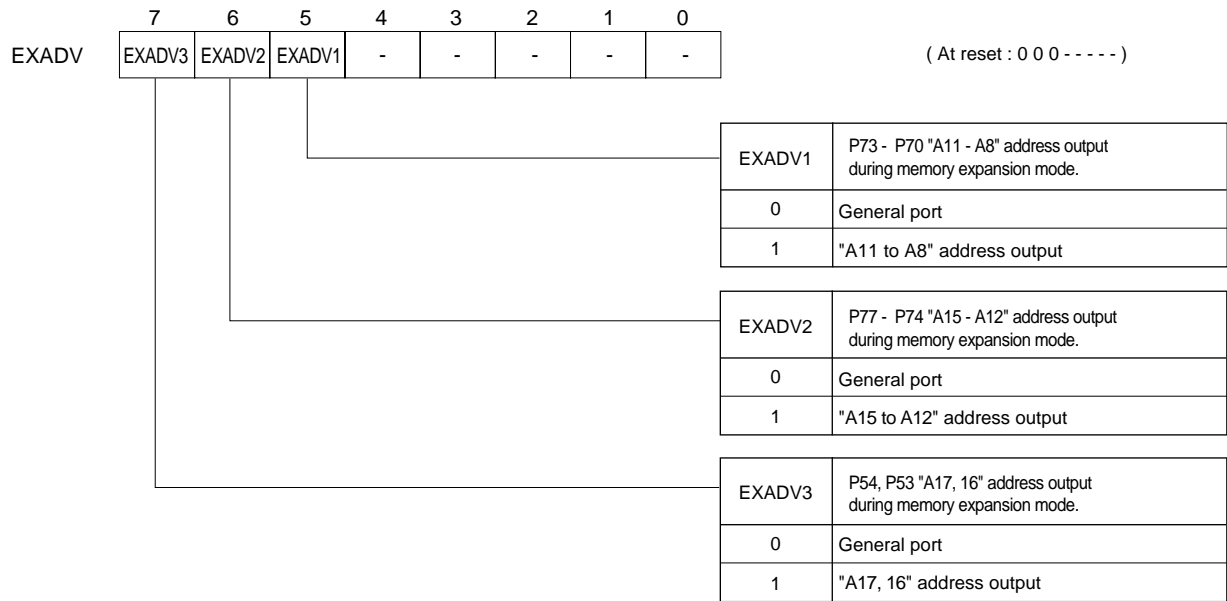 7 6 5 4 3 2 1 0
EXADV EXADV3 EXADV2 EXADV1 - - - - - ( At reset : 0 0 0 - - - - - )
EXADV1 P73 - P70 "A11 - A8" address output
during memory expansion mode.
0 General port
1 "A11 to A8" address output
EXADV2 P77 - P74 "A15 - A12" address output
during memory expansion mode.
0 General port
1 "A15 to A12" address output
EXADV3 P54, P53 "A17, 16" address output
during memory expansion mode.
0 General port
1 "A17, 16" address output